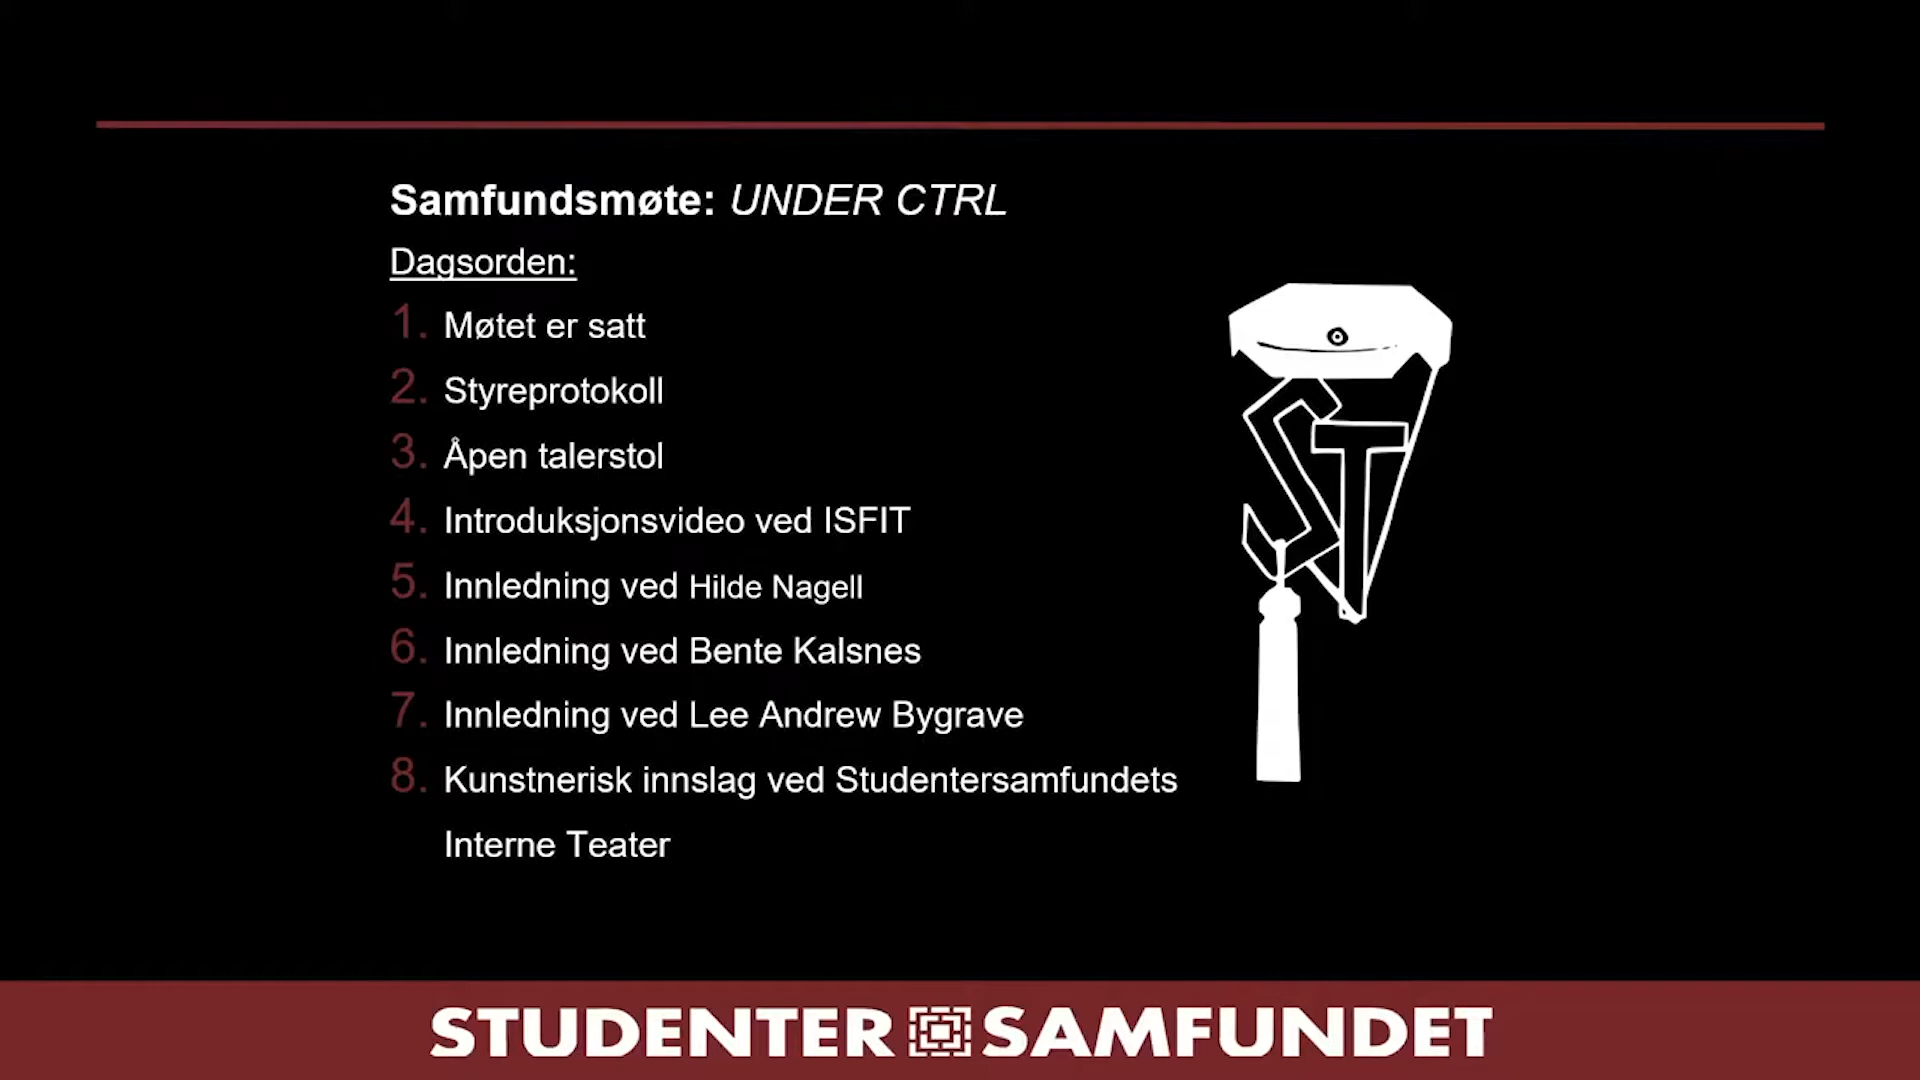 Samfundsmøte: UNDER CTRL
Dagsorden:
1. Møtet er satt
2. Styreprotokoll
3. Åpen talerstol
4. Introduksjonsvideo ved ISFIT
5. Innledning ved Hilde Nagell
6. Innledning ved Bente Kalsnes
7. Innledning ved Lee Andrew Bygrave
8. Kunstnerisk innslag ved Studentersamfundets
Interne Teater
ST
STUDENTER SAMFUNDET